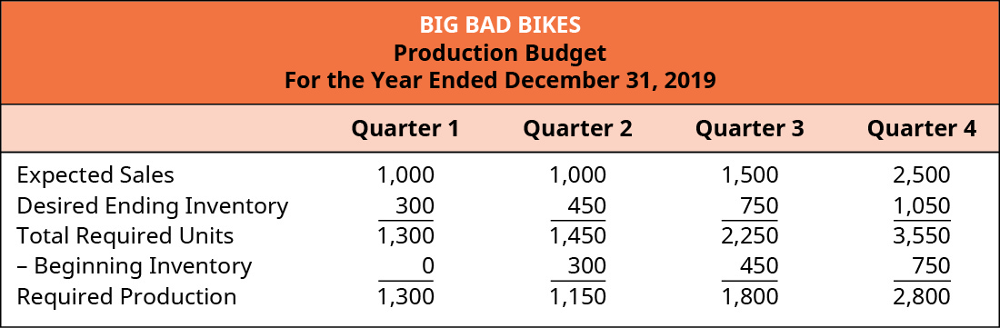 BIG BAD BIKES
Production Budget
For the Year Ended December 31, 2019
Quarter 1 Quarter 2 Quarter 3 Quarter 4
Expected Sales 1,000 1,000 1,500 2,500
Desired Ending Inventory 300 450 750 1,050
Total Required Units 1,300 1,450 2,250 3,550
– Beginning Inventory 0 300 450 750
Required Production 1,300 1,150 1,800 2,800